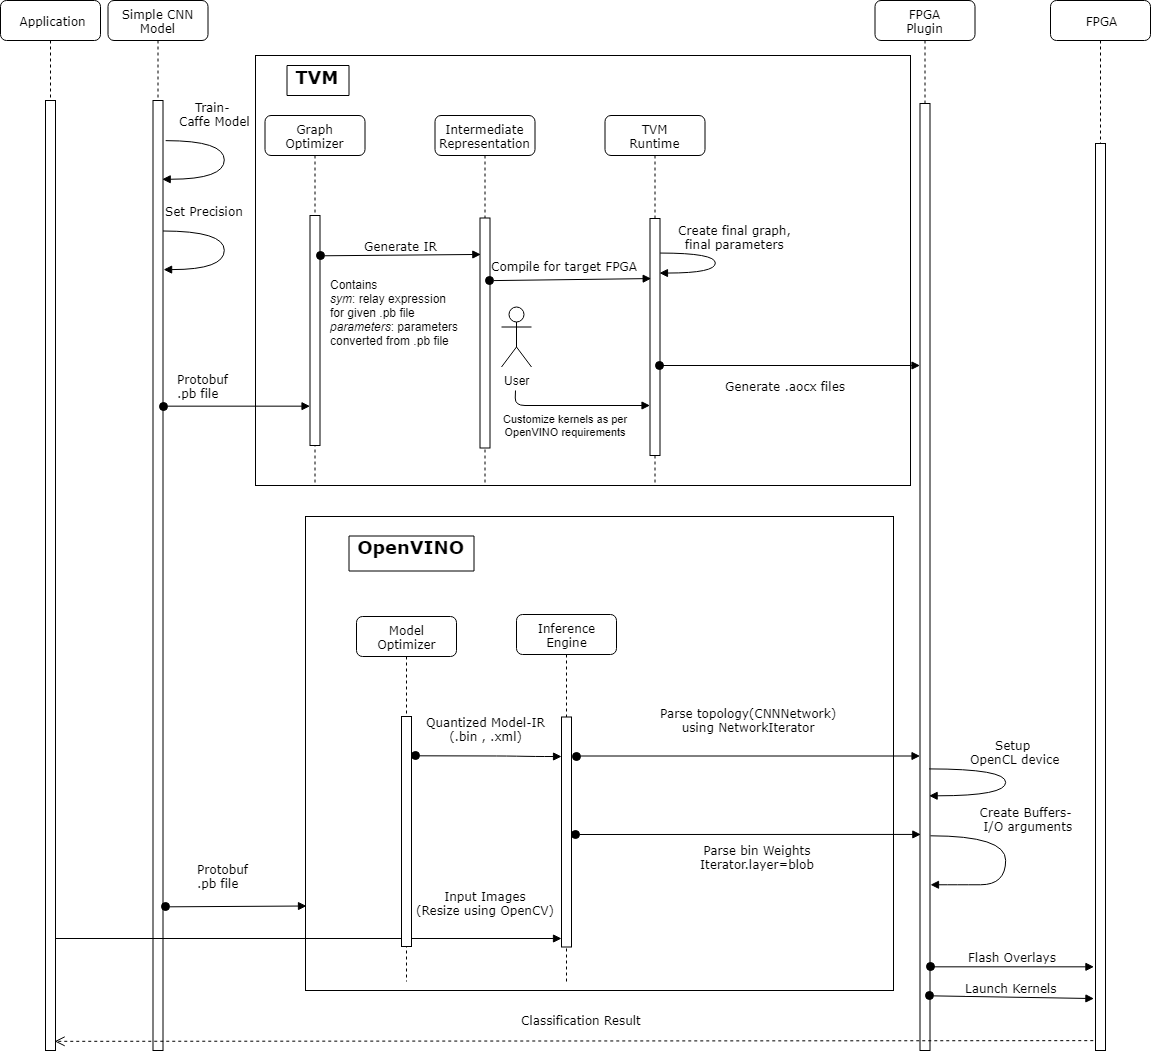 Application
Simple CNN
Model
FPGA
Plugin
FPGA
TVM
Train-
Caffe Model
Graph
Optimizer
Intermediate
Representation
TVM
Runtime
Set Precision
Create final graph,
final parameters
Generate IR
Compile for target FPGA
Contains
sym: relay expression
for given .pb file
parameters: parameters
converted from .pb file
User
Protobuf
.pb file
Generate .aocx files
Customize kernels as per
OpenVINO requirements
OpenVINO
Model
Optimizer
Inference
Engine
Quantized Model-IR
(.bin , .xml)
Parse topology(CNNNetwork)
using NetworkIterator
Setup
OpenCL device
Create Buffers-
I/O arguments
Parse bin Weights
Iterator.layer=blob
Protobuf
.pb file
Input Images
(Resize using OpenCV)
Flash Overlays
Launch Kernels
Classification Result